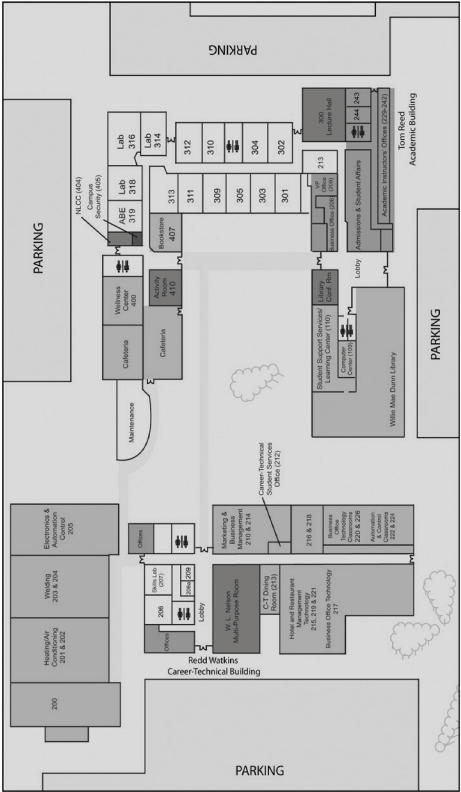 PARKING
PARKING
PARKING
PARKING
Lab
316
Lab
314
312
310
304
302
300
Lecture Hall
243
244
Tom Reed
Academic Building
Academic Instructors' Offices (229-242)
Admissions & Student Affairs
213
VP
Office
Business Office
Lobby
NLCC (404)
Campus
Security (405)
Lab
318
ABE
319
313
311
309
305
303
301
Bookstore
407
Wellness
Center
400
Activity
Room
410
Cafeteria
Cafeteria
Maintenance
Library
Conf. Rm
Student Support Services/
Learning Center (110)
Computer
Center (109)
Willie Mae Dunn Library
Career-Technical
Student Services
Office (212)
Electronics &
Automation
Control
205
Welding
203 & 204
Heating/Air
Conditioning
201 & 202
200
Offices
Skills Lab
(207)
209
206
Offices
Lobby
Marketing &
Business
Management
210 & 214
216 & 218
Business
Office
Technology
Classrooms
220 & 226
Automation
& Control
Classrooms
222 & 224
W. L. Nelson
Multi-Purpose Room
C-T Dining
Room (213)
Hotel and Restaurant
Management
Technology
215, 219 & 221
Business Office Technology
217
Redd Watkins
Career-Technical Building